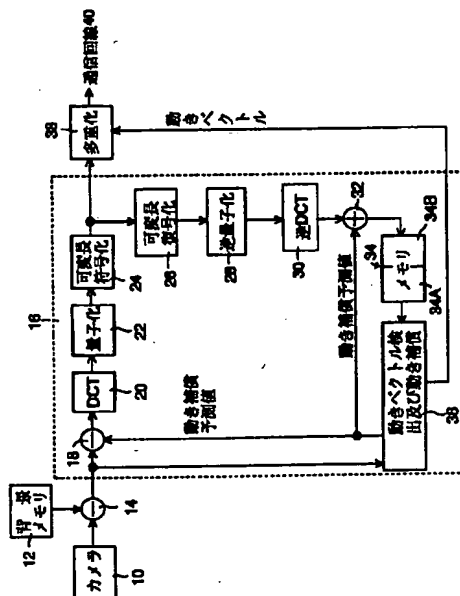 カメラ
10
背景
メモリ
12
14
16
18
動き補償
予測値
DCT
20
量子化
22
可変長
符号化
24
可変長
復号化
26
逆量子化
28
逆DCT
30
32
動き補償予測値
34
メモリ
34A
34B
動きベクトル検
出及び動き補償
動きベクトル
多重化
38
通信回線40